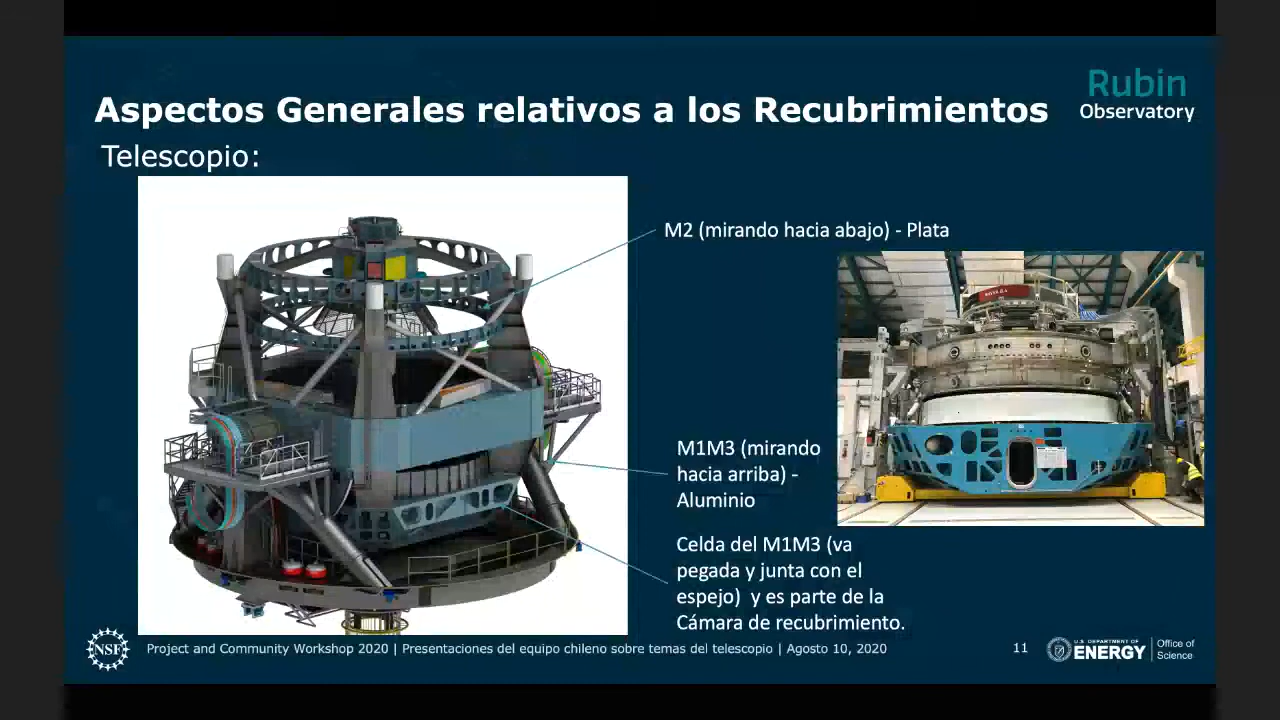 Rubin
Observatory
Aspectos Generales relativos a los Recubrimientos
Telescopio:
M2 (mirando hacia abajo) - Plata
M1M3 (mirando
hacia arriba) -
Aluminio
Celda del M1M3 (va
pegada y junta con el
espejo) y es parte de la
Cámara de recubrimiento.
NSF
Project and Community Workshop 2020 | Presentaciones del equipo chileno sobre temas del telescopio | Agosto 10, 2020
11
U.S. DEPARTMENT OF
ENERGY
Office of
Science